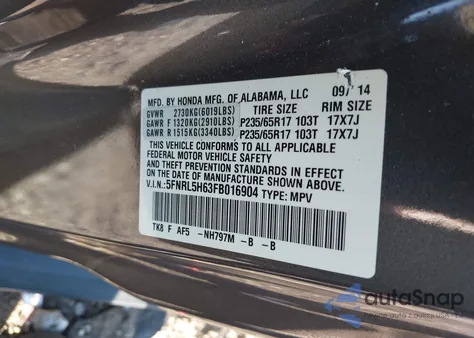 MFD. BY HONDA MFG. OF ALABAMA, LLC 09/14
GVWR 2730KG(6019LBS) TIRE SIZE RIM SIZE
GAWR F 1320KG(2910LBS) P235/65R17 103T 17X7J
GAWR R 1515KG(3340LBS) P235/65R17 103T 17X7J
THIS VEHICLE CONFORMS TO ALL APPLICABLE
FEDERAL MOTOR VEHICLE SAFETY, BUMPER,
AND THEFT PREVENTION STANDARDS IN EFFECT ON
THE DATE OF MANUFACTURE SHOWN ABOVE.
V.I.N: 5FNRL5H63FB016904 TYPE: MPV
TK8 F AF5 -NH797M -B -B
autoSnap